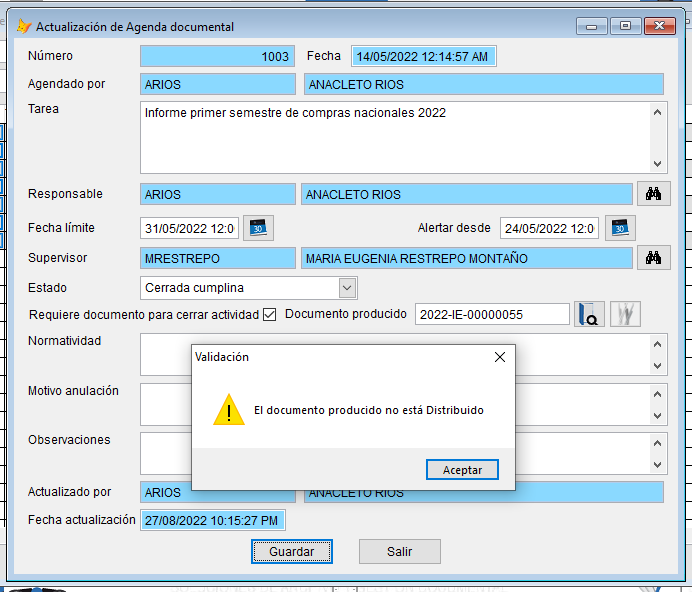 Actualización de Agenda documental
Número 1003 Fecha 14/05/2022 12:14:57 AM
Agendado por ARIOS ANACLETO RIOS
Tarea Informe primer semestre de compras nacionales 2022
Responsable ARIOS ANACLETO RIOS
Fecha límite 31/05/2022 12:0 30 Alertar desde 24/05/2022 12:0 30
Supervisor MRESTREPO MARIA EUGENIA RESTREPO MONTAÑO
Estado Cerrada cumplina
Requiere documento para cerrar actividad Documento producido 2022-IE-00000055
Normatividad
Validación
Motivo anulación
El documento producido no está Distribuido
Observaciones
Aceptar
Actualizado por ARIOS ANACLETO RIOS
Fecha actualización 27/08/2022 10:15:27 PM
Guardar Salir